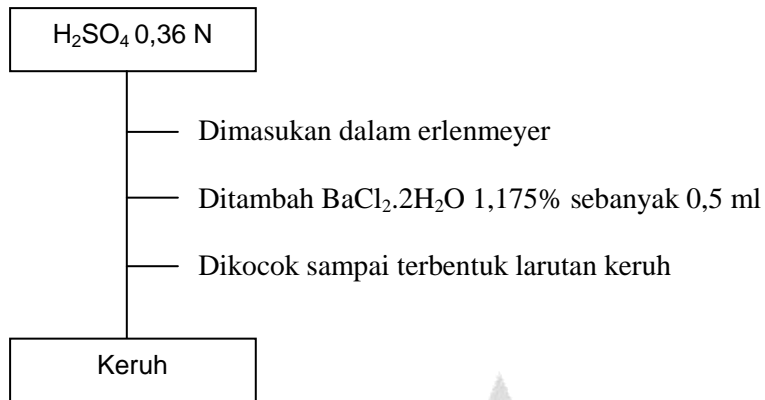 H₂SO₄ 0,36 N
Dimasukan dalam erlenmeyer
Ditambah BaCl₂.2H₂O 1,175% sebanyak 0,5 ml
Dikocok sampai terbentuk larutan keruh
Keruh